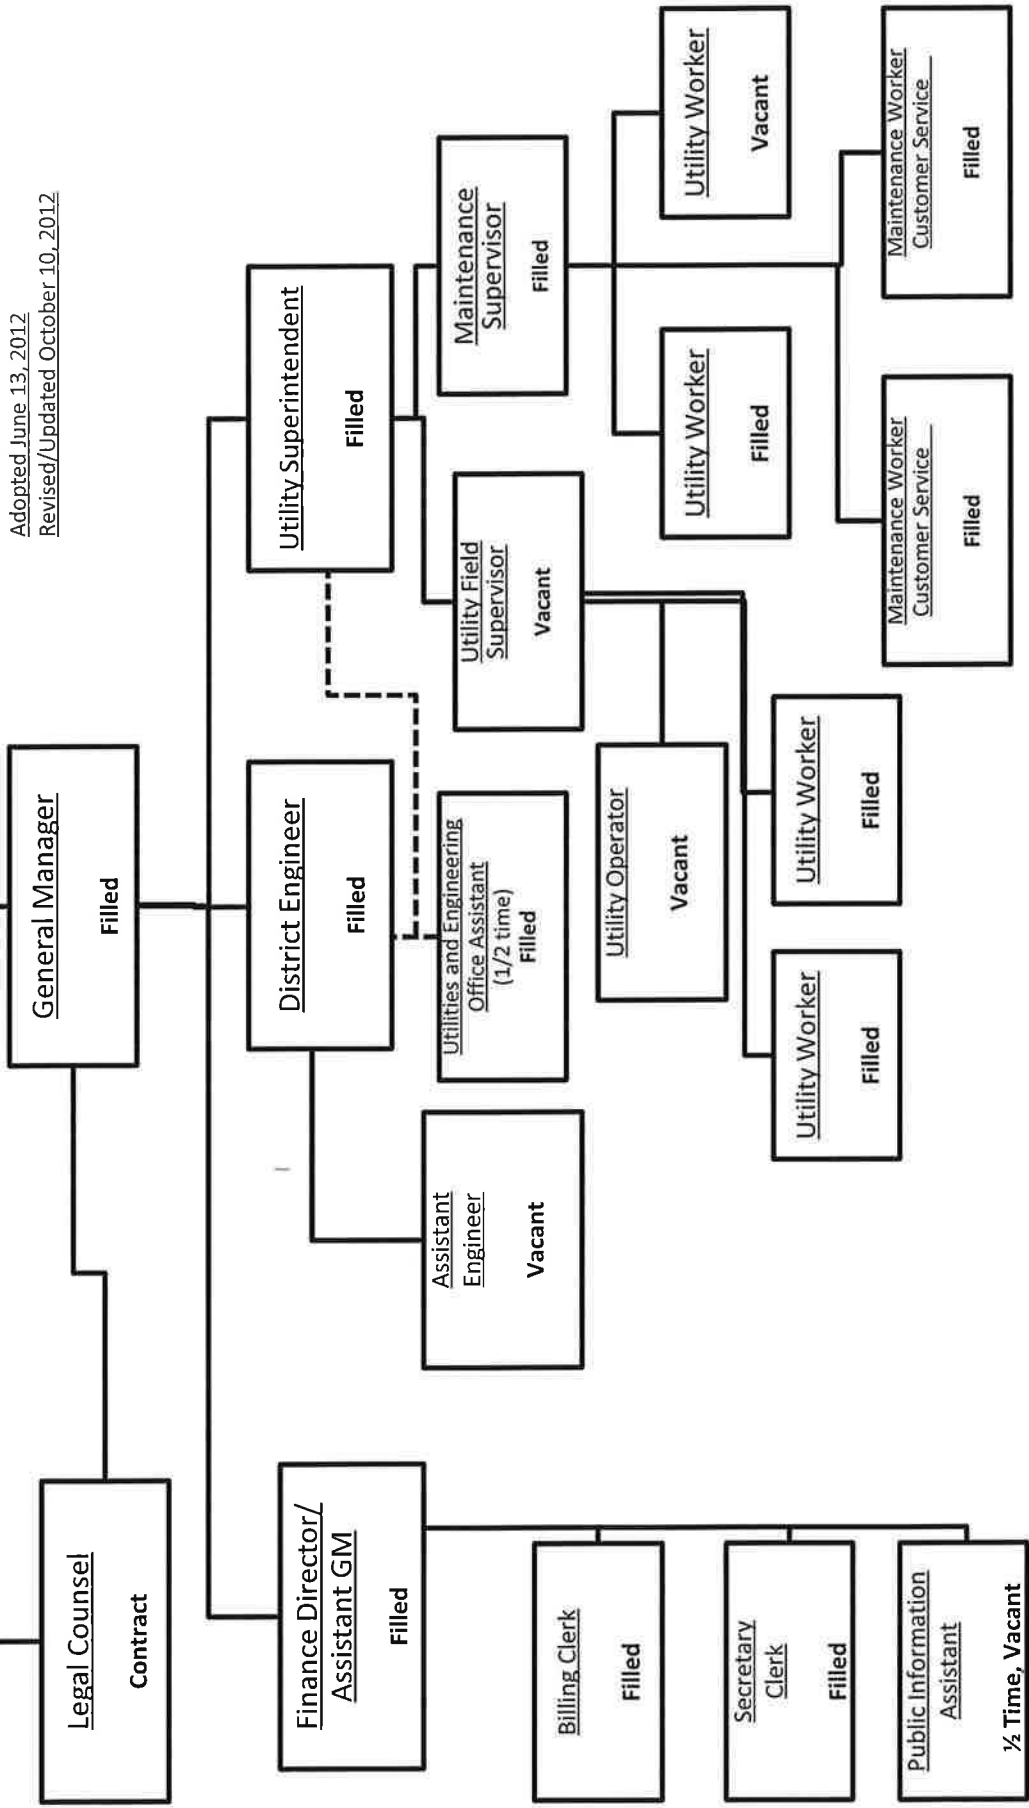 Adopted June 13, 2012
Revised/Updated October 10, 2012
General Manager
Filled
Legal Counsel
Contract
Finance Director/
Assistant GM
Filled
District Engineer
Filled
Utility Superintendent
Filled
Assistant
Engineer
Vacant
Utilities and Engineering
Office Assistant
(1/2 time)
Filled
Utility Field
Supervisor
Vacant
Maintenance
Supervisor
Filled
Billing Clerk
Filled
Utility Operator
Vacant
Utility Worker
Filled
Utility Worker
Vacant
Secretary
Clerk
Filled
Utility Worker
Filled
Utility Worker
Filled
Public Information
Assistant
½ Time, Vacant
Maintenance Worker
Customer Service
Filled
Maintenance Worker
Customer Service
Filled